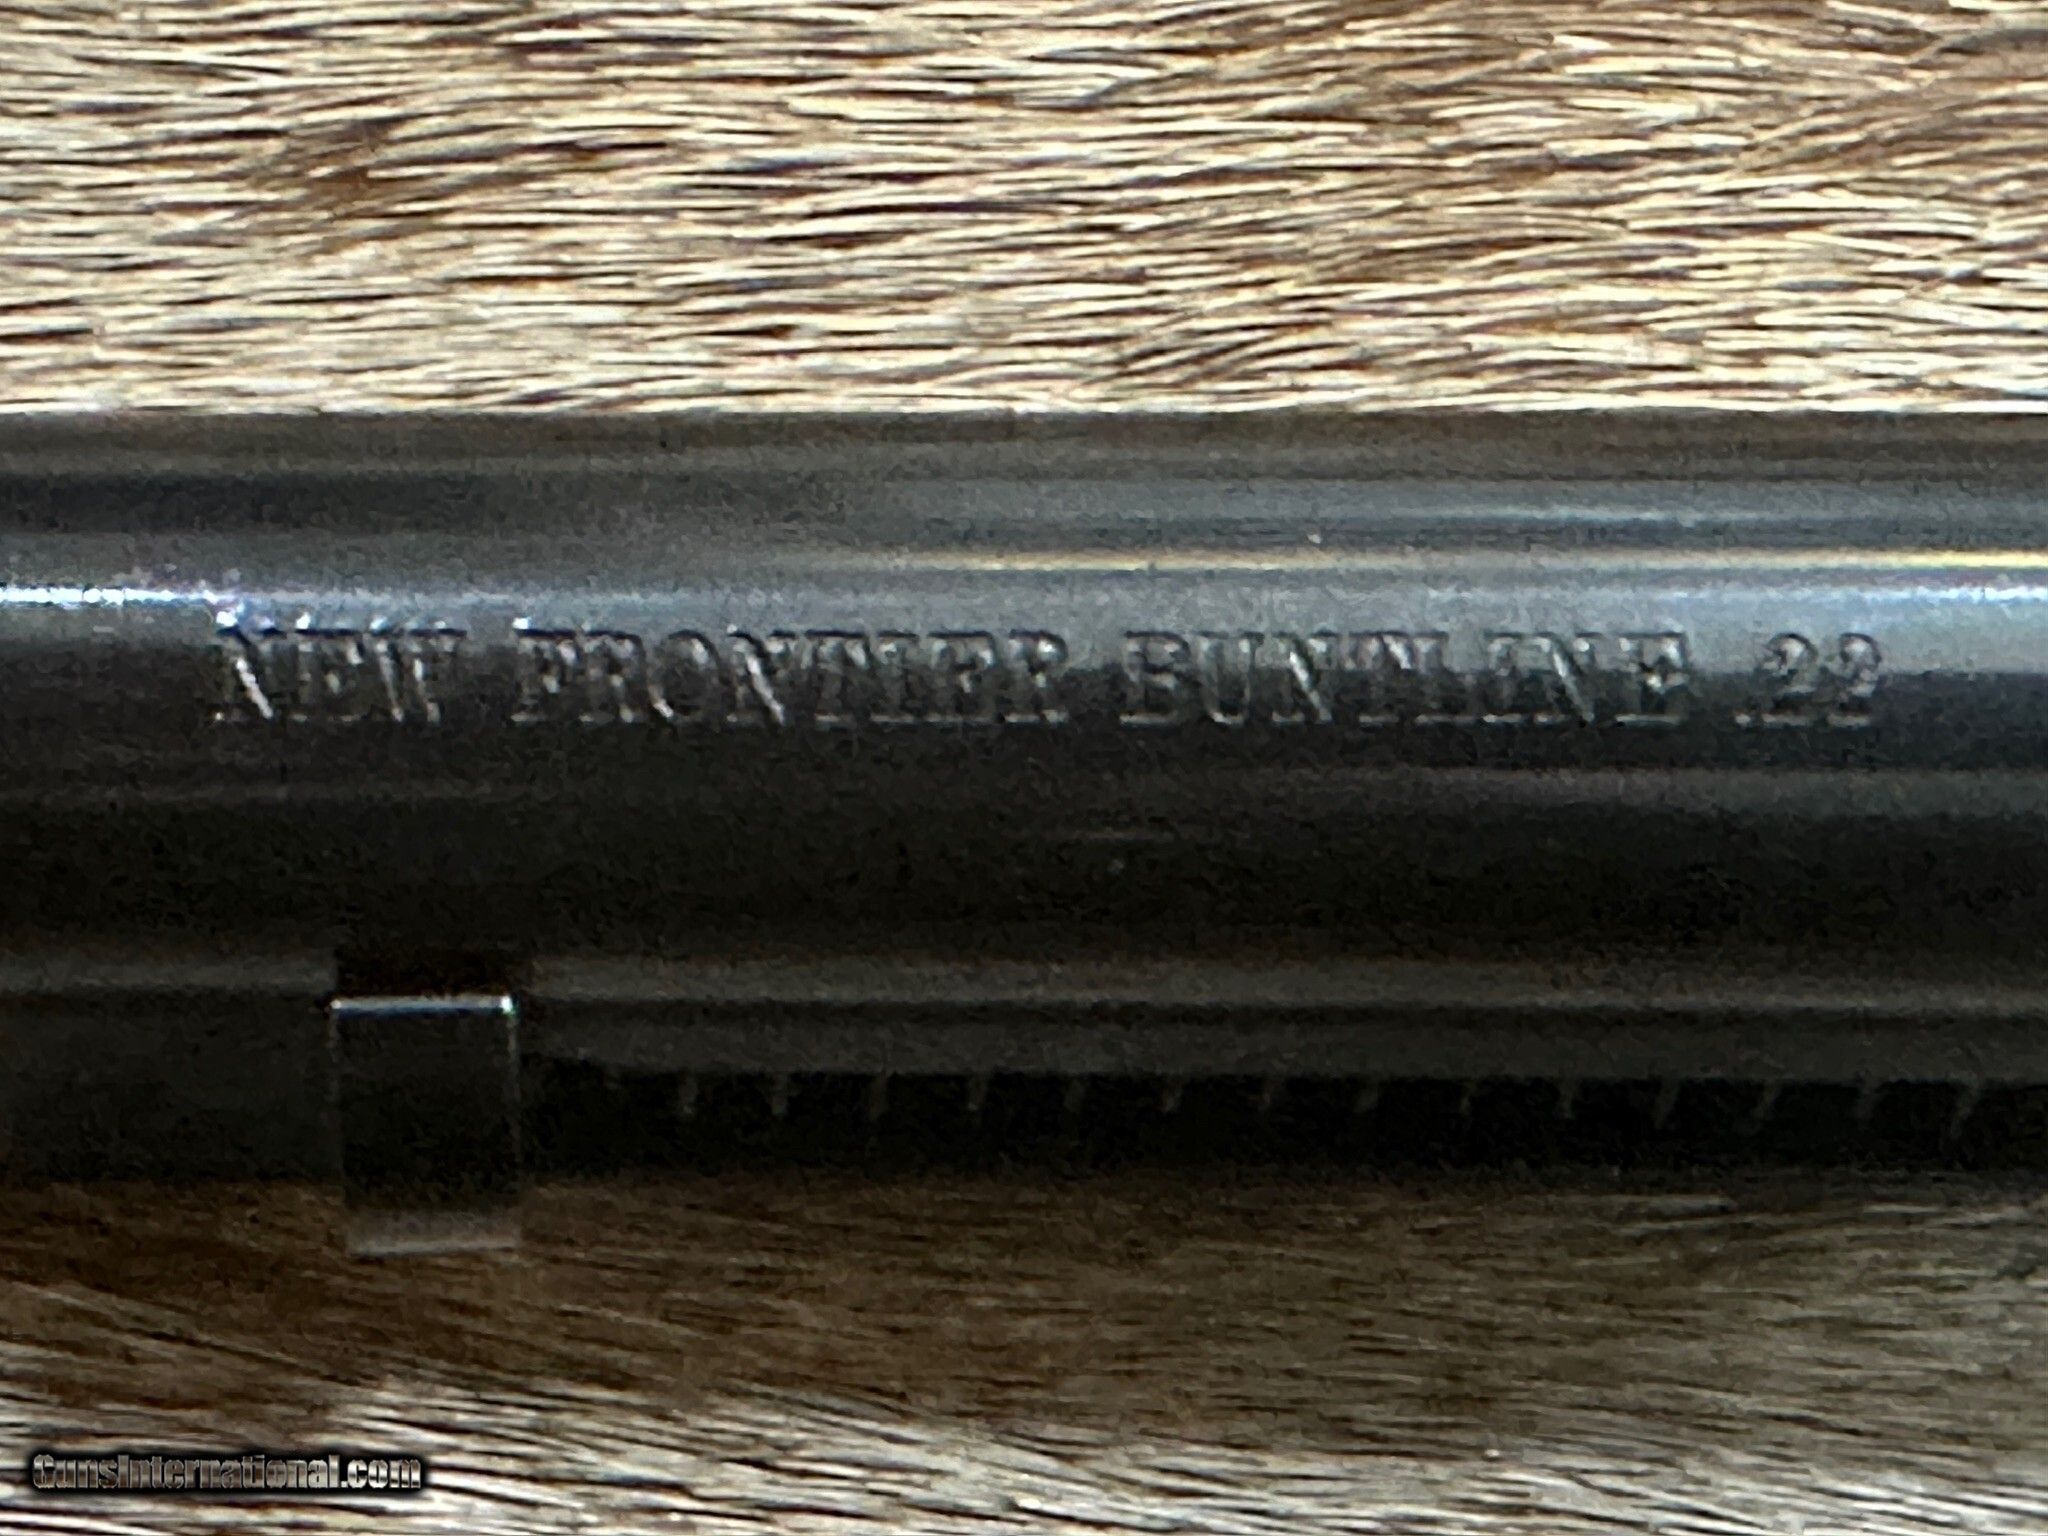 NEW FRONTIER BUNTLINE .22
GunsInternational.com